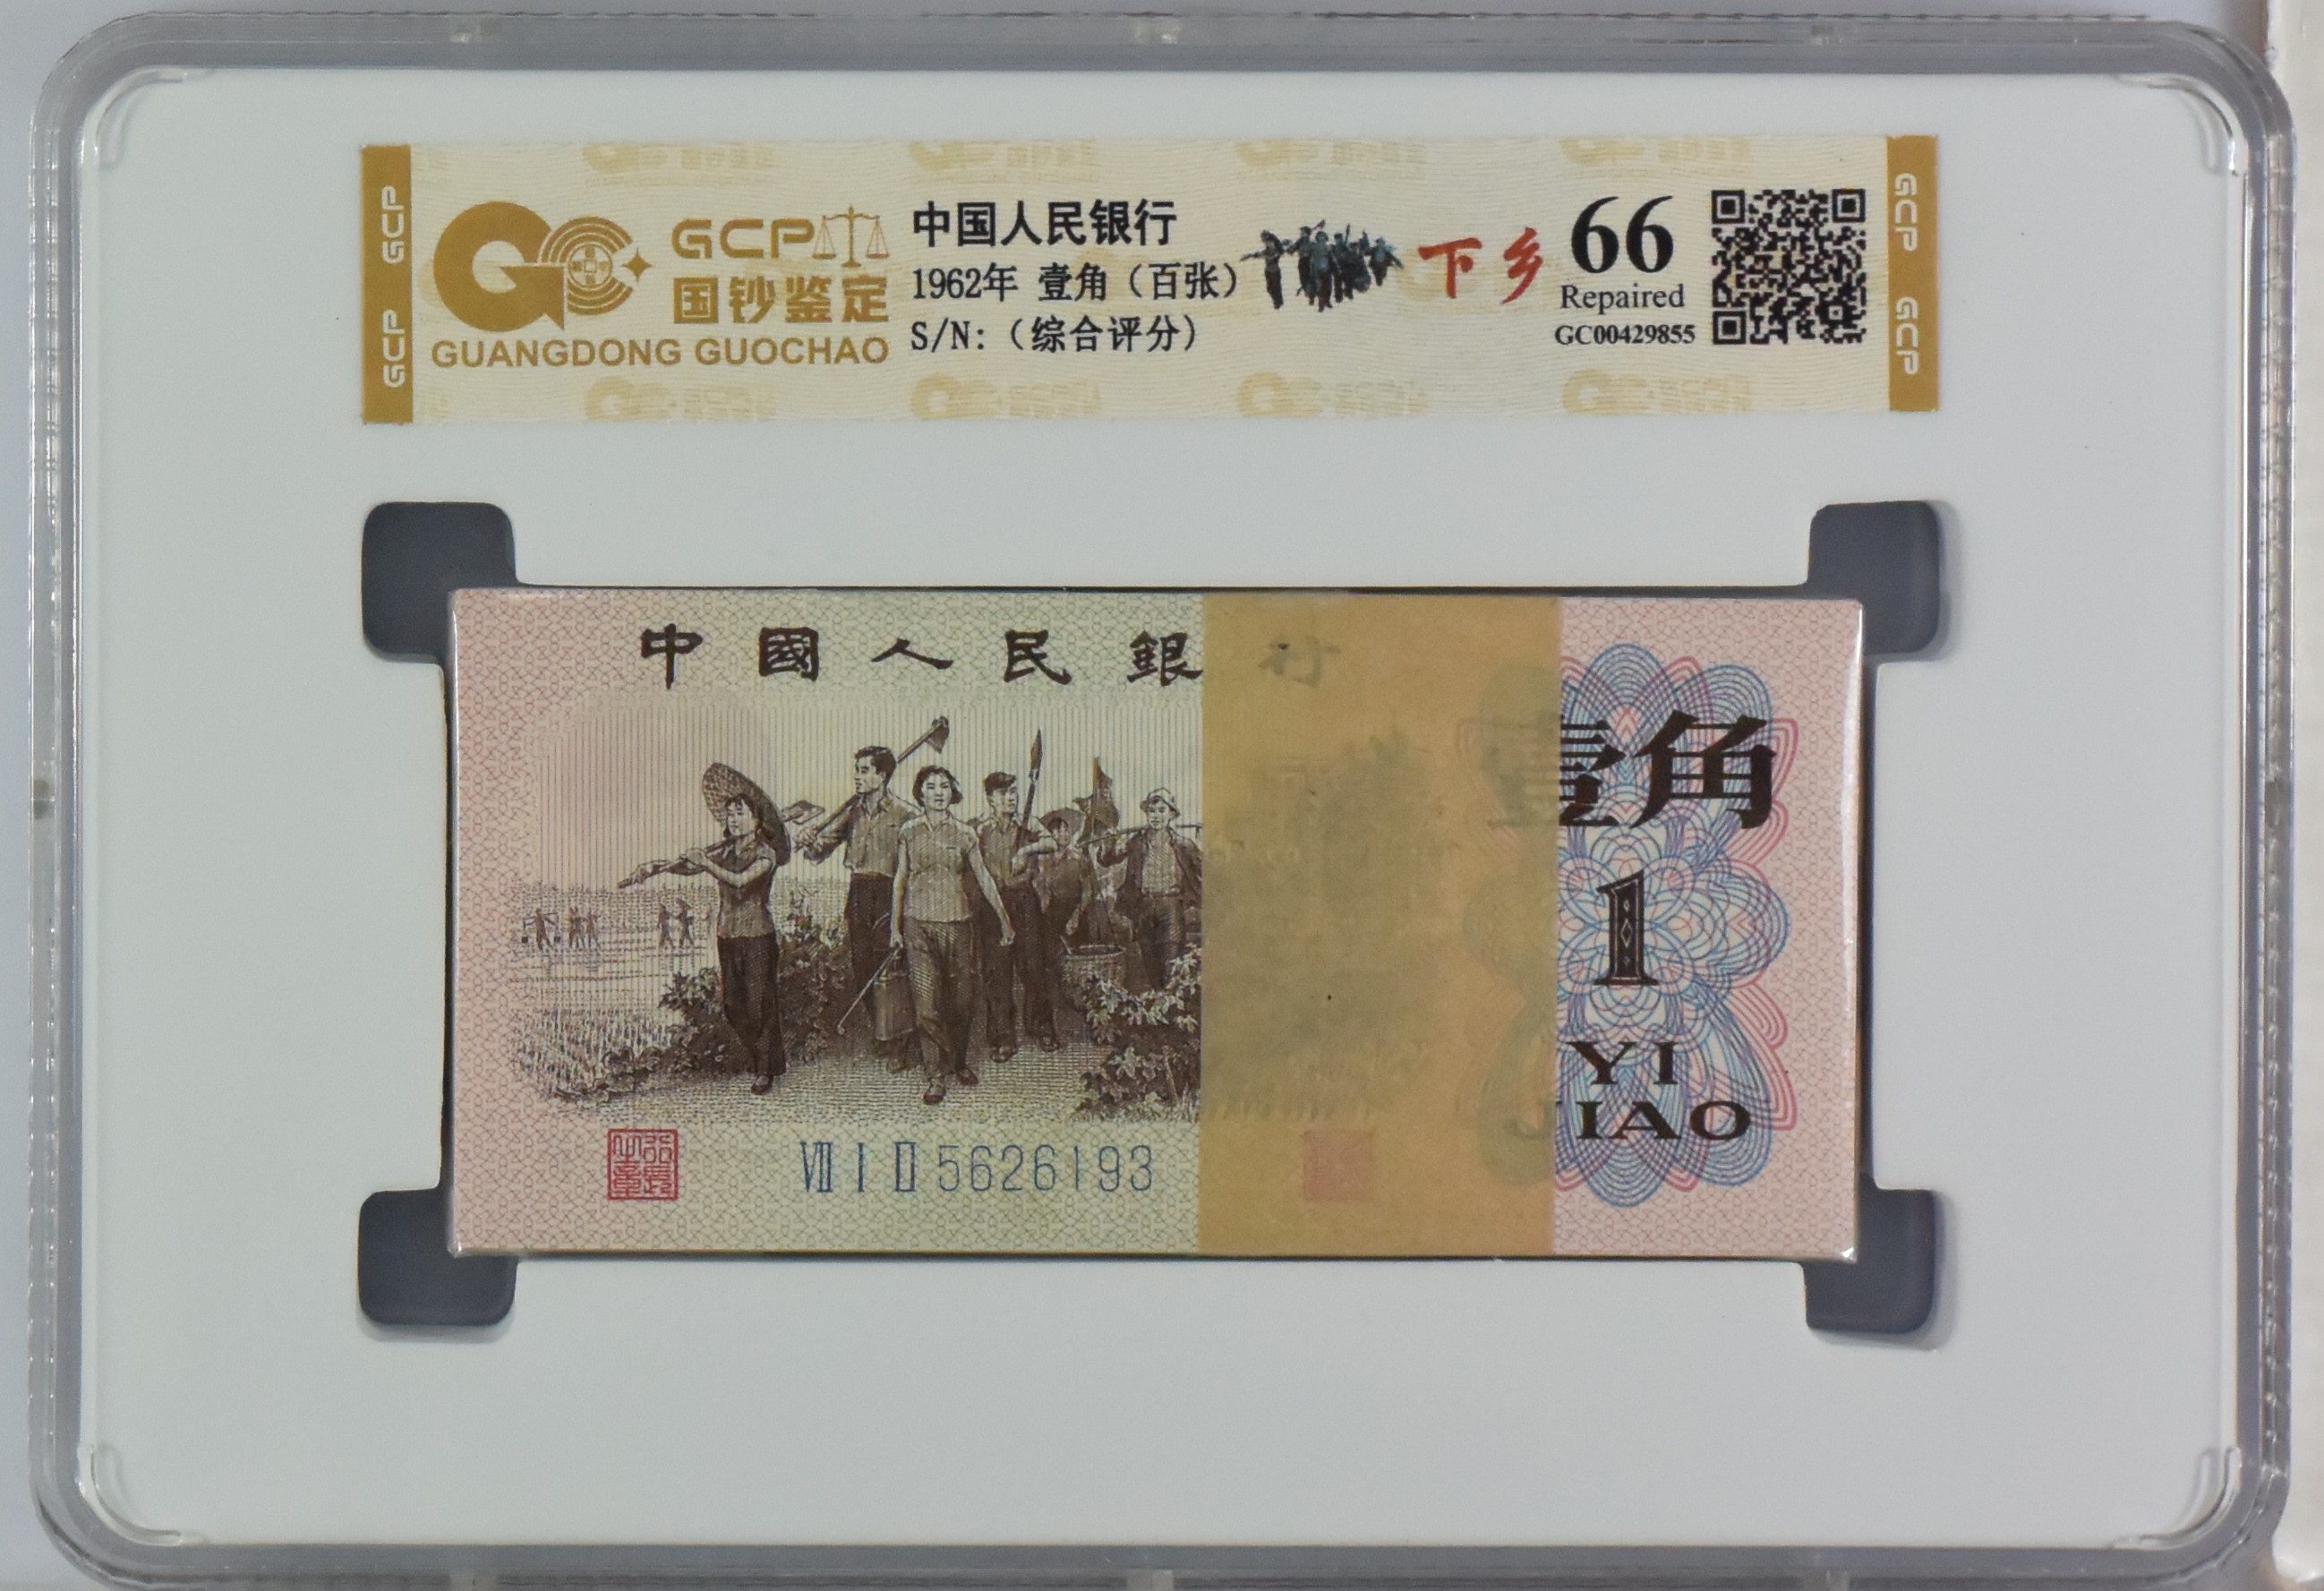 GCP
GCP
GCP
国钞鉴定
GUANGDONG GUOCHAO
中国人民银行
1962年 壹角（百张）
S/N:（综合评分）
下乡
66
Repaired
GC00429855
GCP
GCP
中國人民銀行
壹角
1
YI
JIAO
Ⅷ Ⅰ Ⅱ 5626193